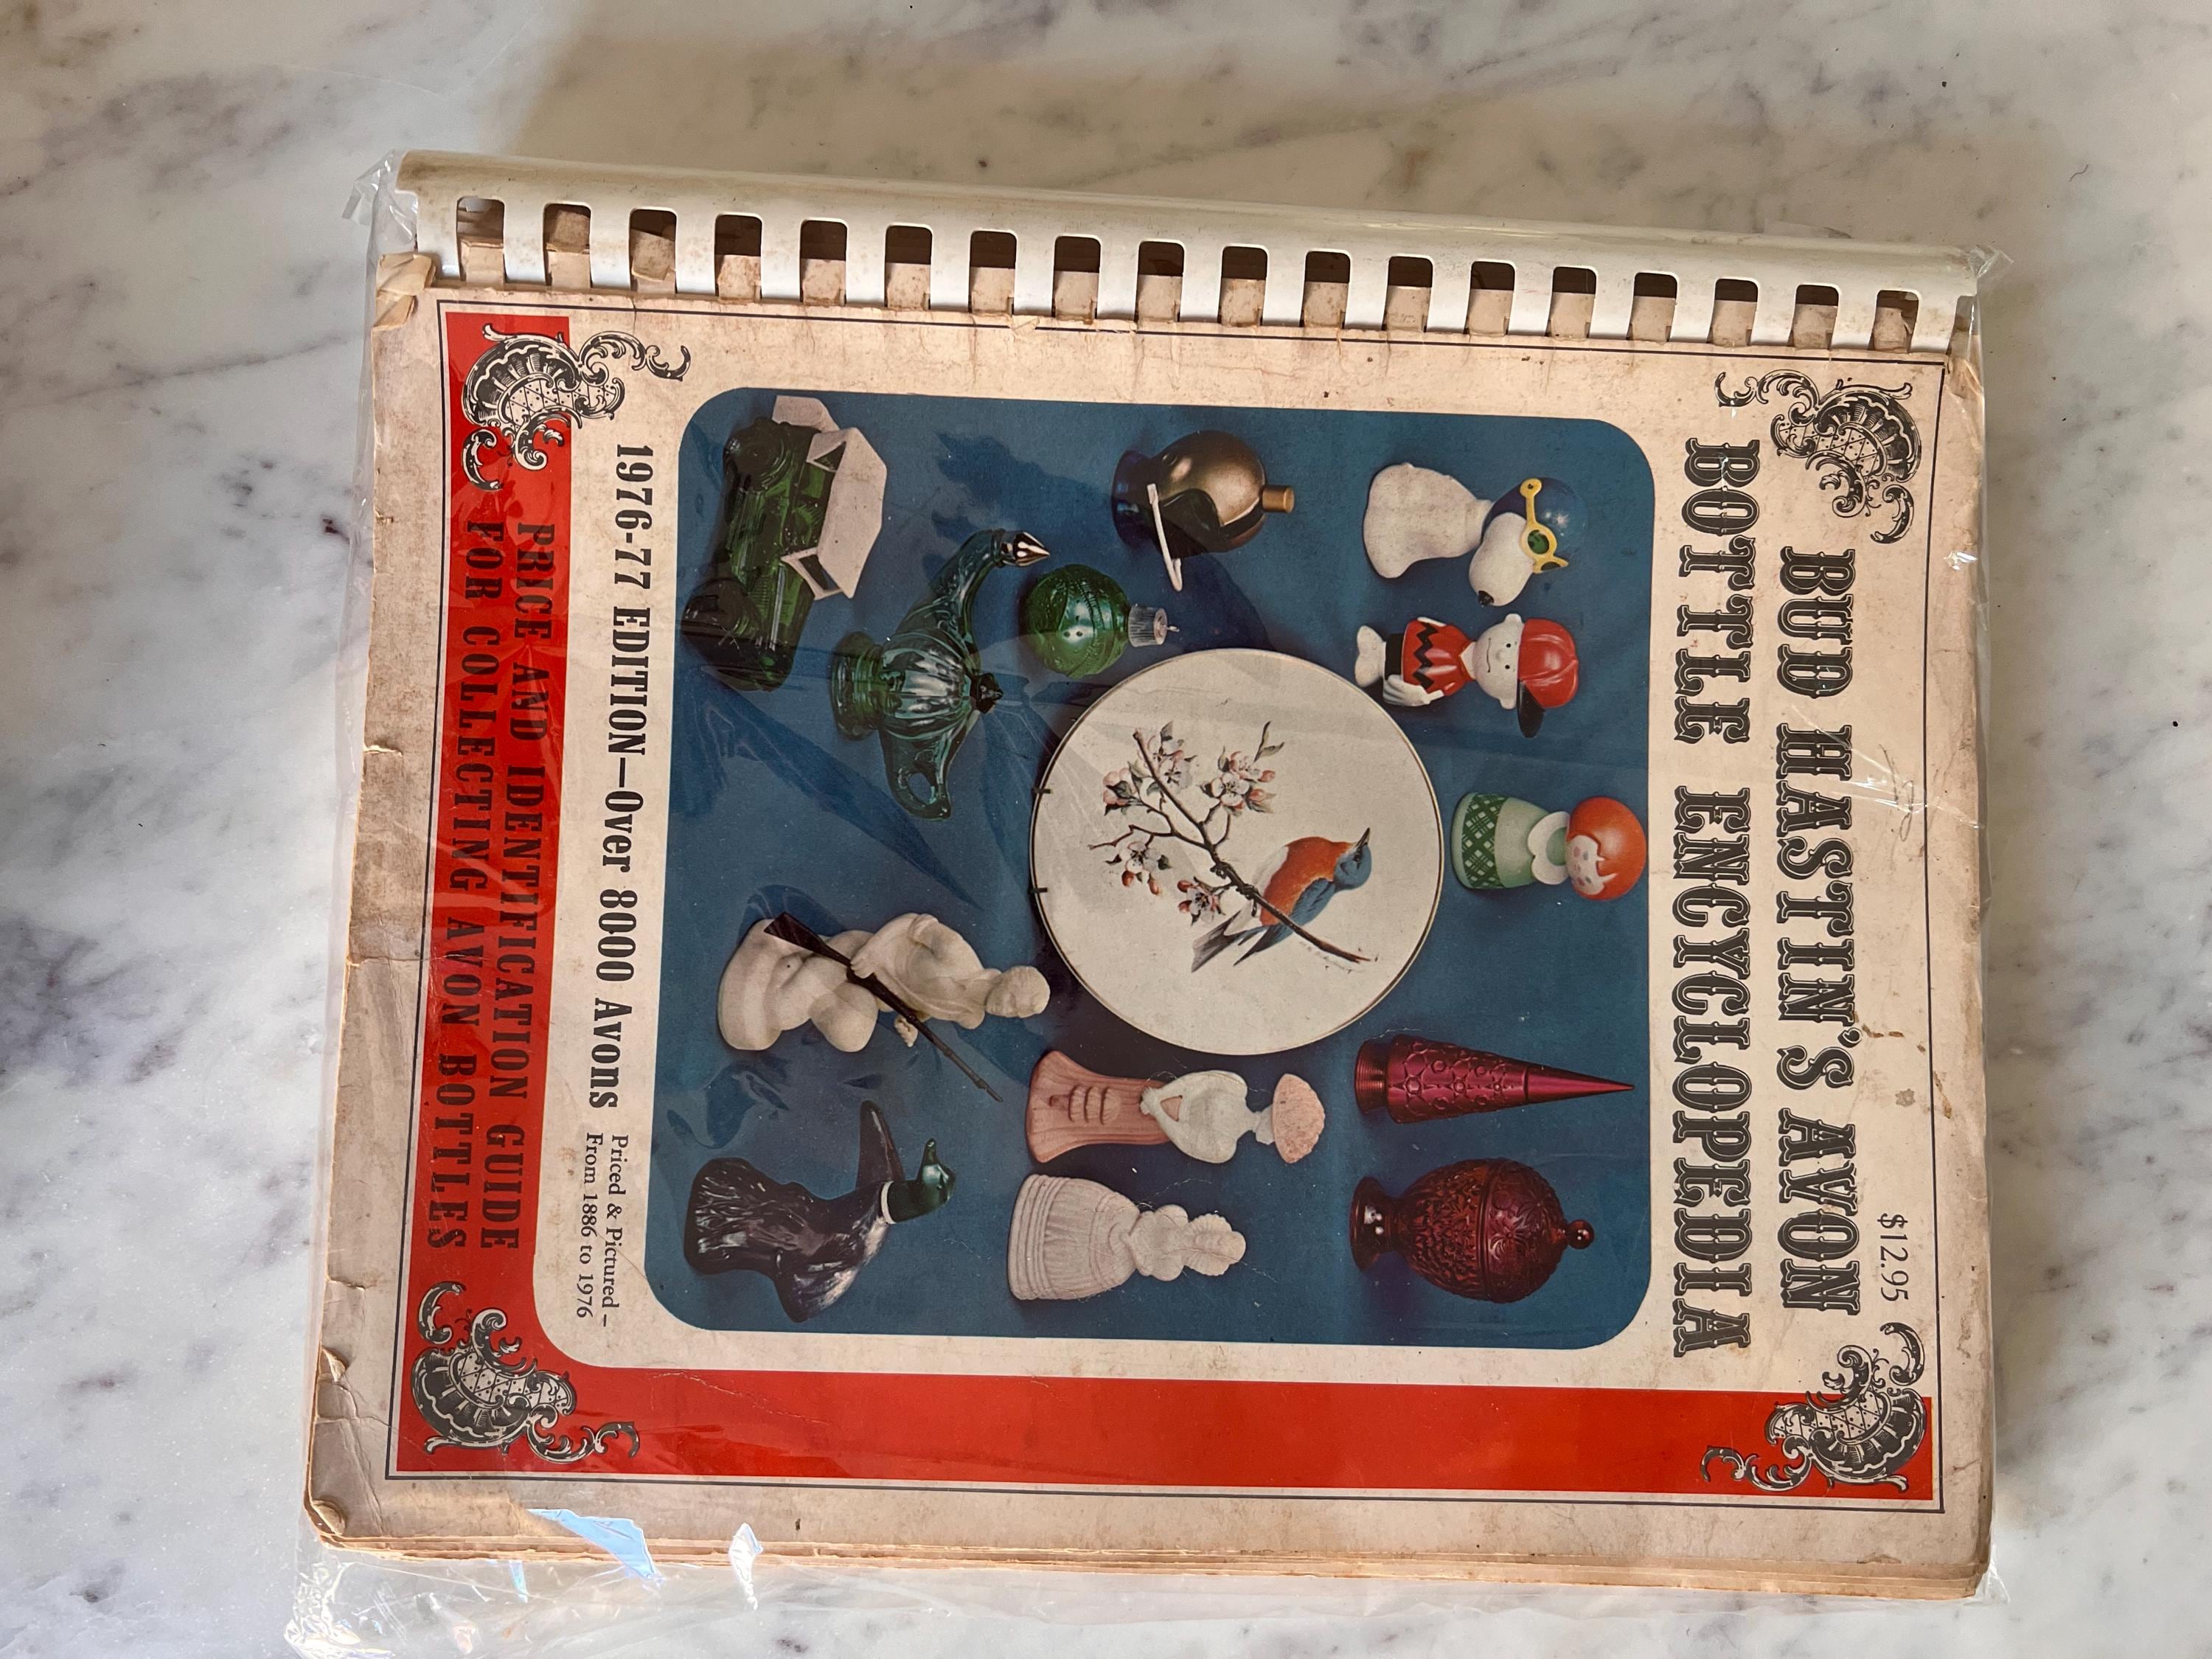 $12.95
BUD HASTIN'S AVON
BOTTLE ENCYCLOPEDIA
1976-77 EDITION—Over 8000 Avons
Priced & Pictured –
From 1886 to 1976
PRICE AND IDENTIFICATION GUIDE
FOR COLLECTING AVON BOTTLES